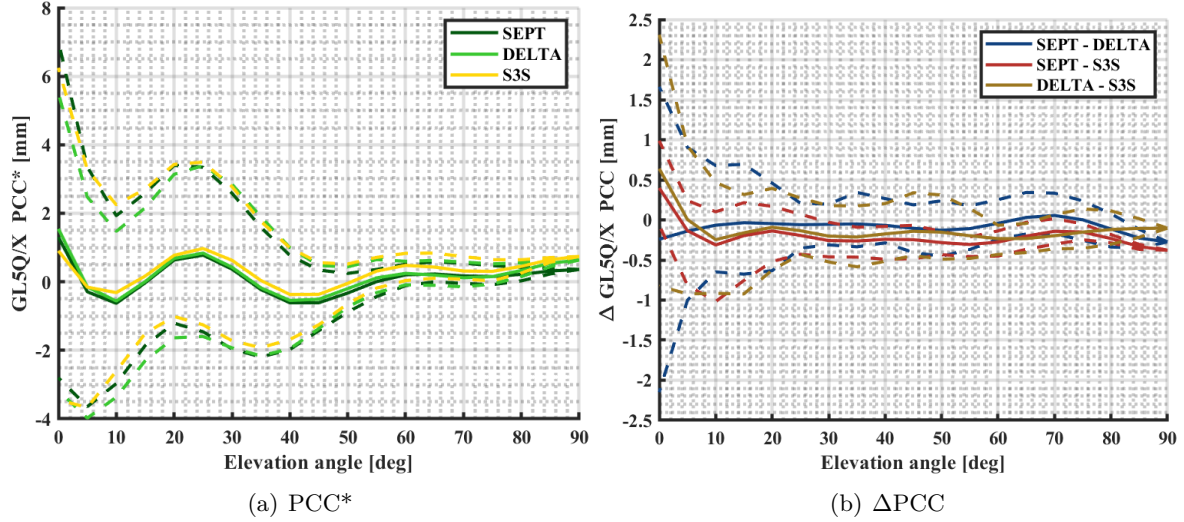 8
6
4
2
0
-2
-4
GL5Q/X PCC* [mm]
SEPT
DELTA
S3S
0 10 20 30 40 50 60 70 80 90
Elevation angle [deg]
(a) PCC*
2.5
2
1.5
1
0.5
0
-0.5
-1
-1.5
-2
-2.5
Δ GL5Q/X PCC [mm]
SEPT - DELTA
SEPT - S3S
DELTA - S3S
0 10 20 30 40 50 60 70 80 90
Elevation angle [deg]
(b) ΔPCC